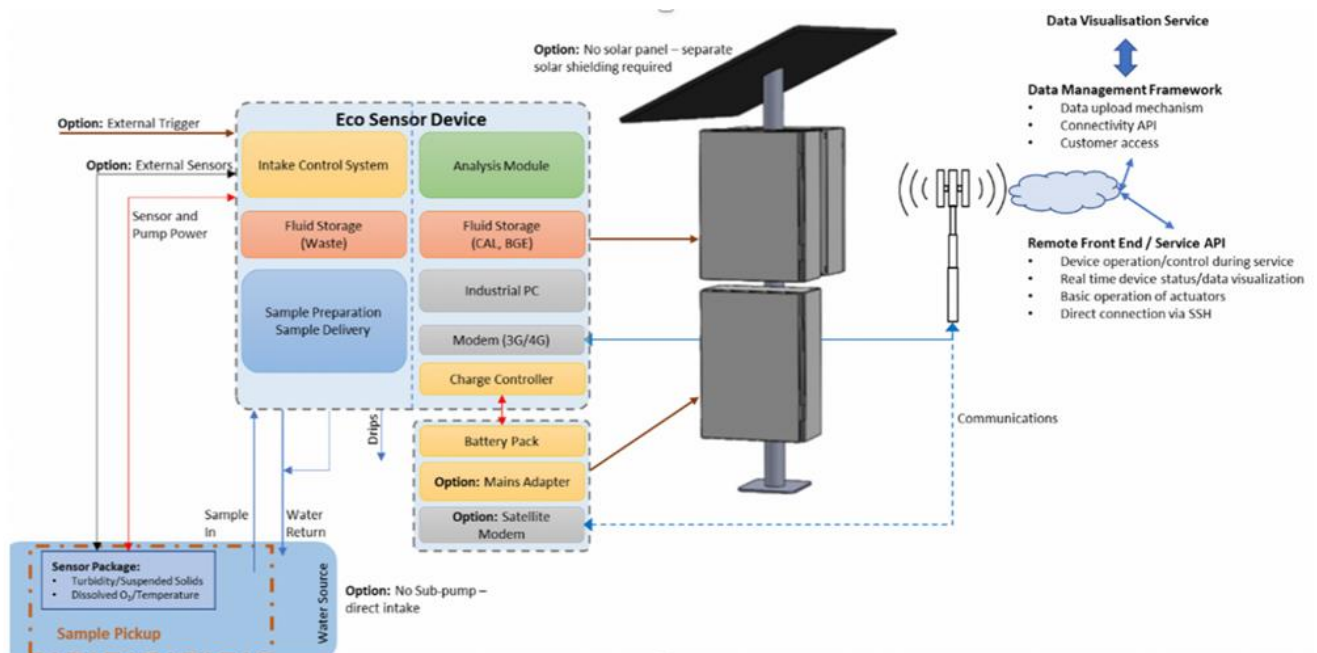 Data Visualisation Service
Option: No solar panel – separate
solar shielding required
Data Management Framework
• Data upload mechanism
• Connectivity API
• Customer access
Eco Sensor Device
Option: External Trigger
Option: External Sensors
Intake Control System
Analysis Module
Sensor and
Pump Power
Fluid Storage
(Waste)
Fluid Storage
(CAL, BGE)
Remote Front End / Service API
• Device operation/control during service
• Real time device status/data visualization
• Basic operation of actuators
• Direct connection via SSH
Industrial PC
Sample Preparation
Sample Delivery
Modem (3G/4G)
Charge Controller
Communications
Drips
Battery Pack
Option: Mains Adapter
Option: Satellite
Modem
Sample
In
Water
Return
Sensor Package:
• Turbidity/Suspended Solids
• Dissolved O₂/Temperature
Water Source
Option: No Sub-pump –
direct intake
Sample Pickup